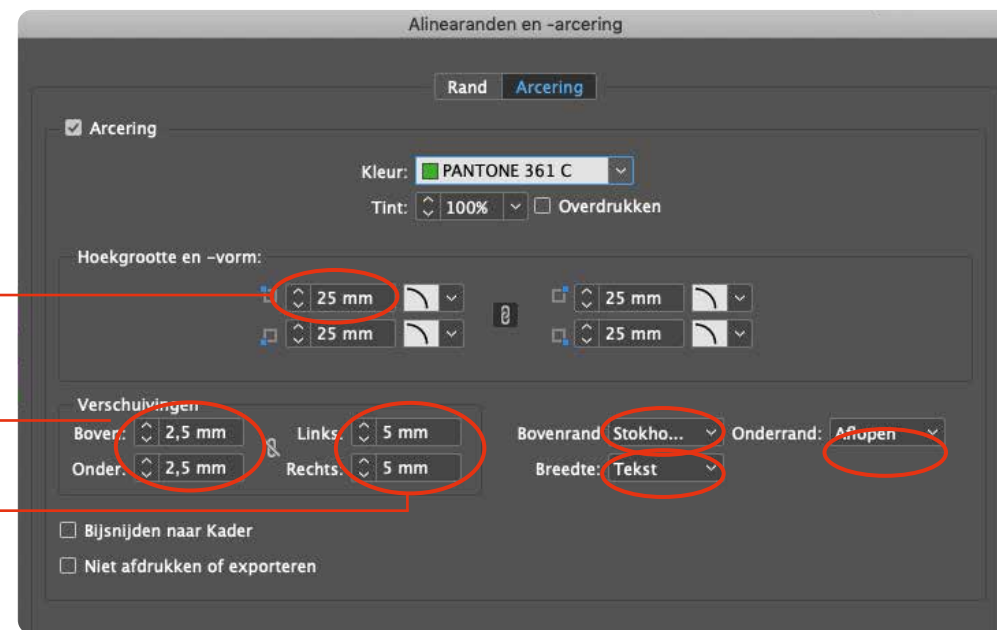 Alinearanden en -arcering
Rand Arcering
Arcering
Kleur: PANTONE 361 C
Tint: 100% Overdrukken
Hoekgrootte en -vorm:
25 mm 25 mm
25 mm 25 mm
Verschuivingen
Boven: 2,5 mm Links: 5 mm Bovenrand Stokho... Onderrand: Aflopen
Onder: 2,5 mm Rechts: 5 mm Breedte: Tekst
Bijsnijden naar Kader
Niet afdrukken of exporteren